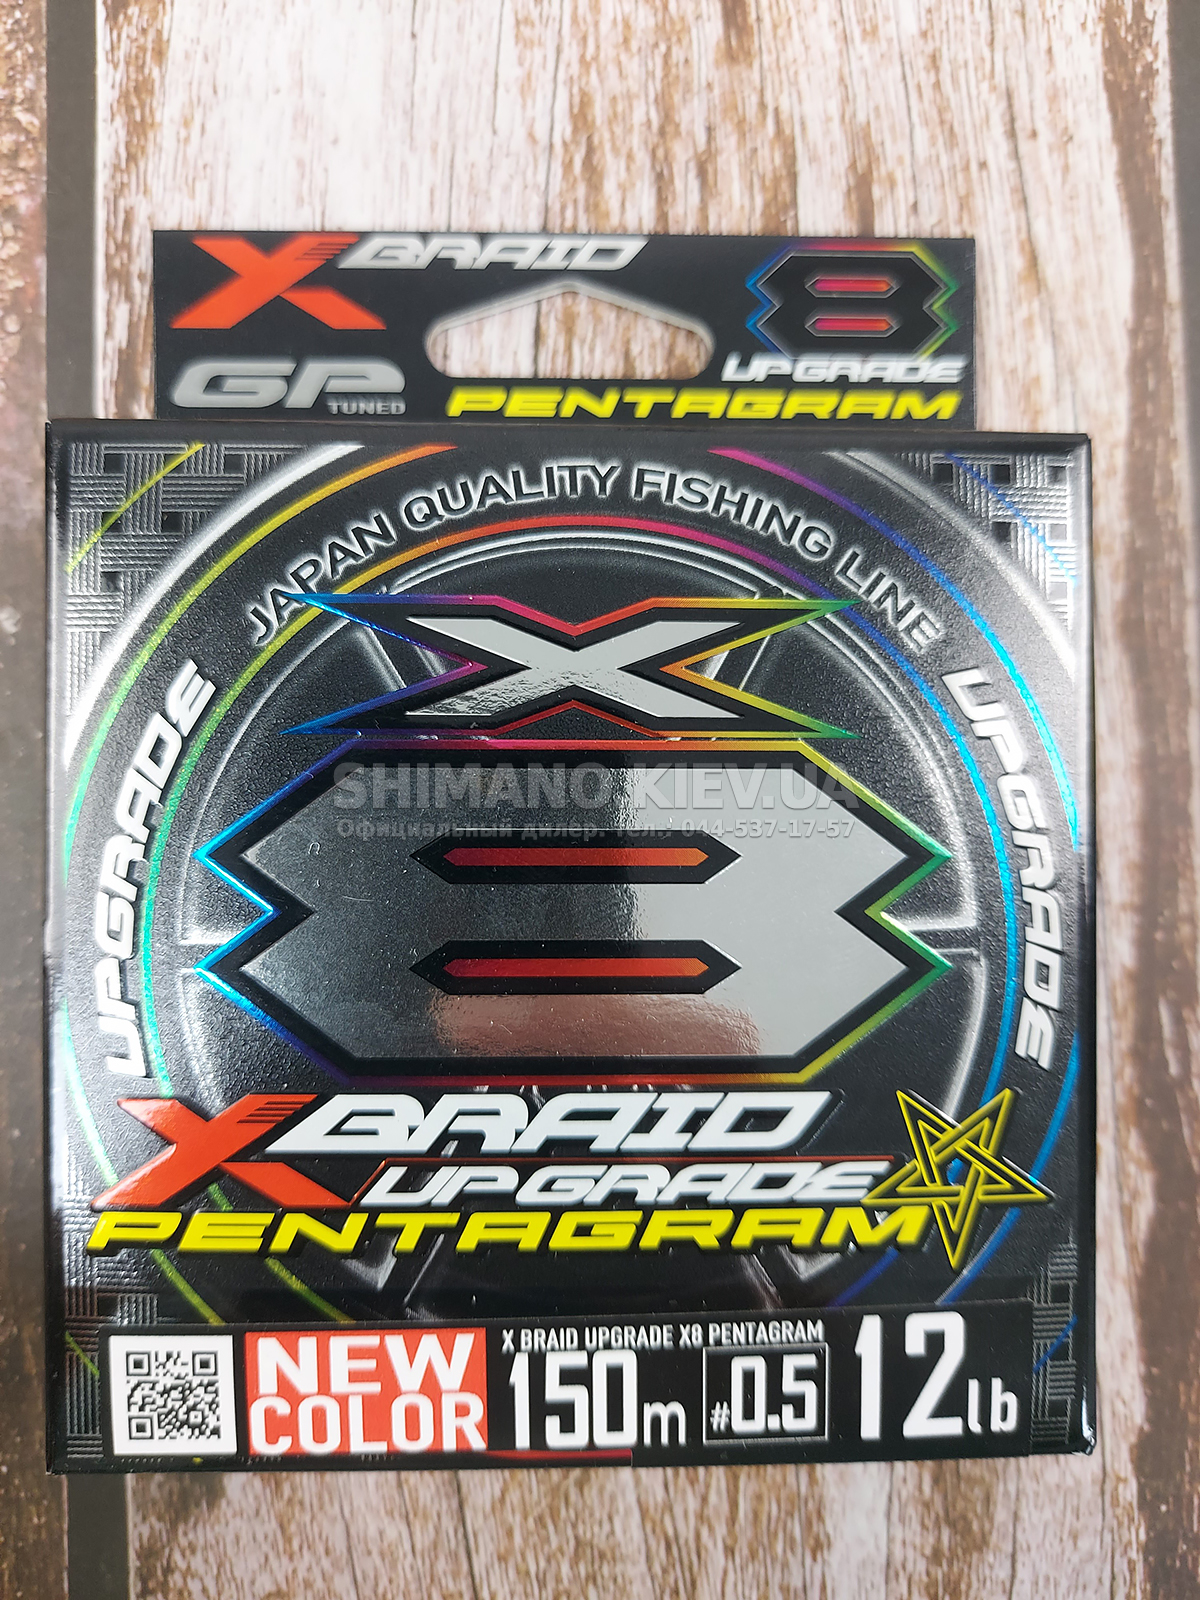 X BRAID
8
GP TUNED
UPGRADE
PENTAGRAM
JAPAN QUALITY FISHING LINE
UPGRADE
UPGRADE
X
SHIMANO.KIEV.UA
Официальный дилер. тел.: 044-537-17-57
8
X BRAID
UPGRADE
PENTAGRAM
NEW COLOR
X BRAID UPGRADE X8 PENTAGRAM
150m #0.5 12lb